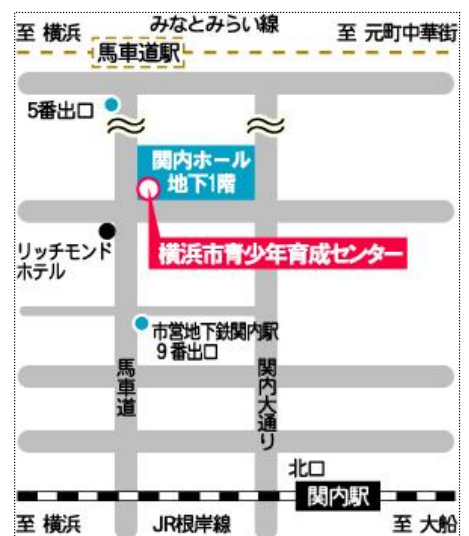 みなとみらい線
至 横浜
至 元町中華街
馬車道駅
5番出口
関内ホール
地下1階
リッチモンド
ホテル
横浜市青少年育成センター
市営地下鉄関内駅
9番出口
馬車道
関内大通り
北口
関内駅
至 横浜
JR根岸線
至 大船